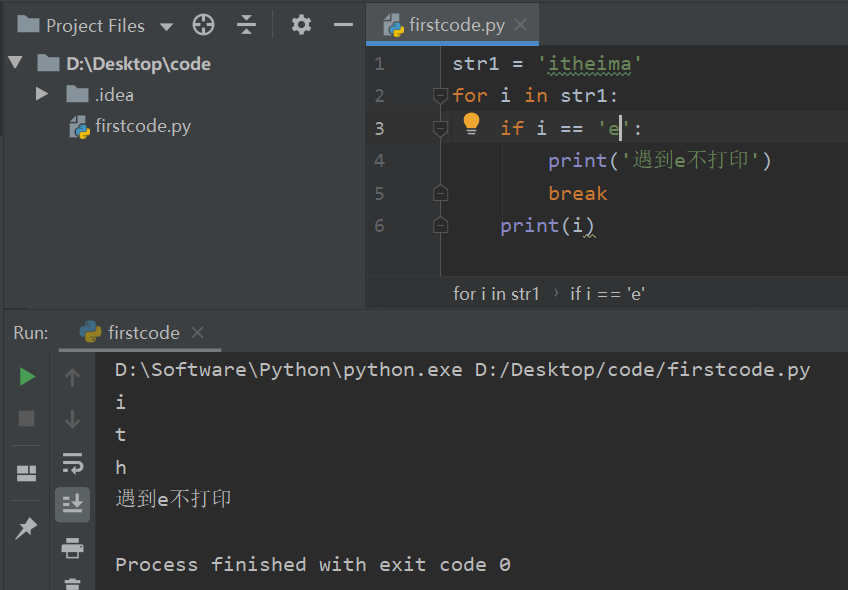 Project Files
firstcode.py
D:\Desktop\code
.idea
firstcode.py
1 str1 = 'itheima'
2 for i in str1:
3     if i == 'e':
4         print('遇到e不打印')
5         break
6     print(i)
for i in str1 › if i == 'e'
Run: firstcode
D:\Software\Python\python.exe D:/Desktop/code/firstcode.py
i
t
h
遇到e不打印
Process finished with exit code 0